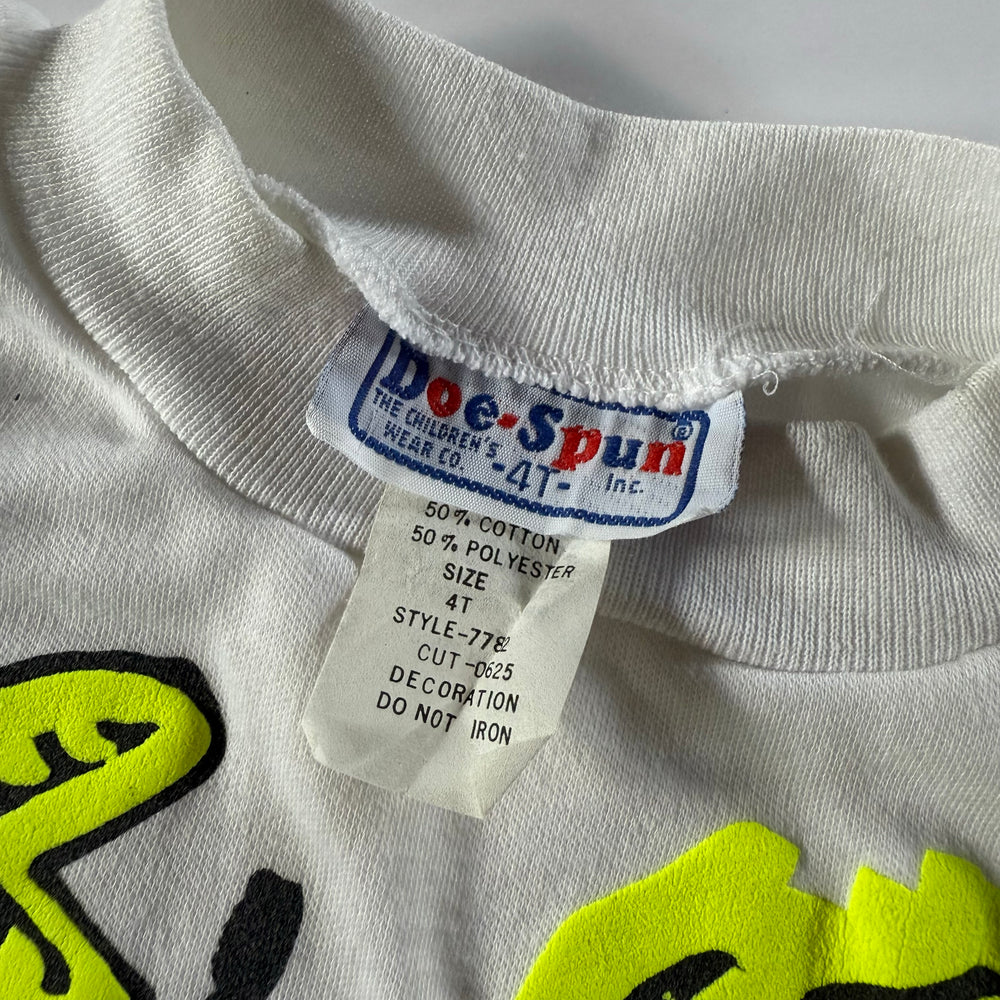 Doe-Spun®
THE CHILDREN'S
WEAR CO. -4T- Inc.
50% COTTON
50% POLYESTER
SIZE
4T
STYLE-7782
CUT-0625
DECORATION
DO NOT IRON